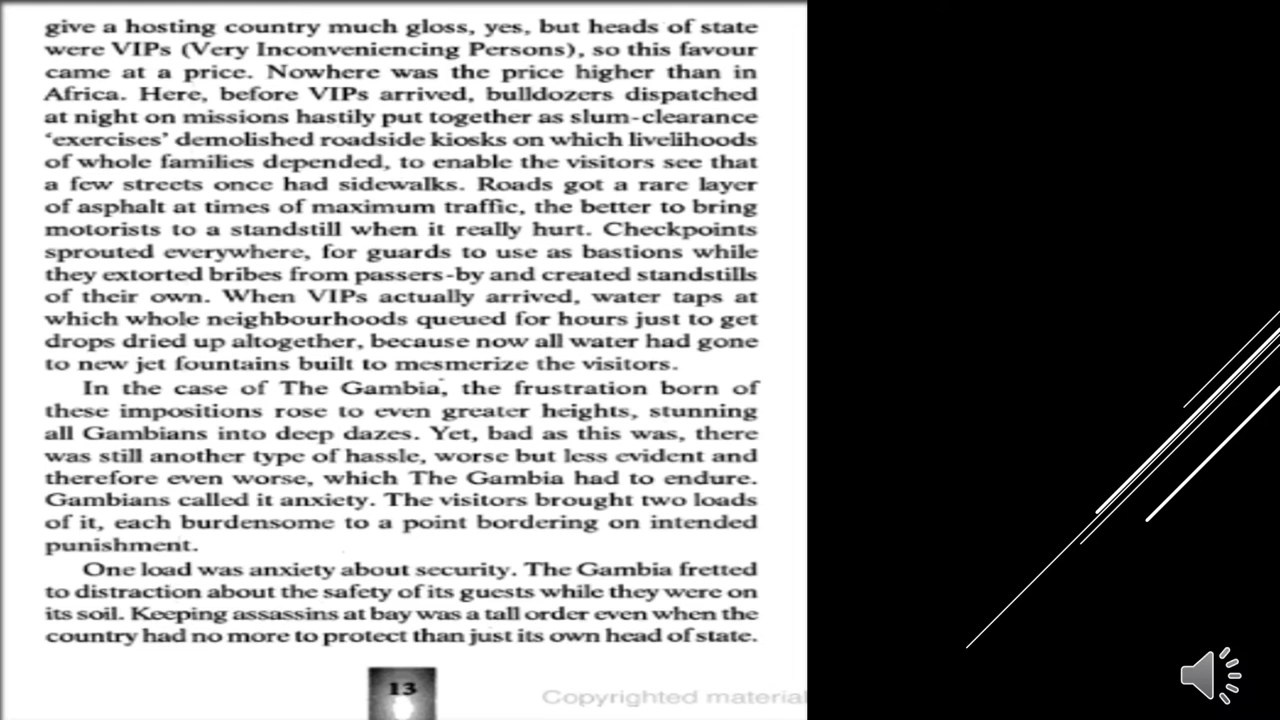 give a hosting country much gloss, yes, but heads of state
were VIPs (Very Inconveniencing Persons), so this favour
came at a price. Nowhere was the price higher than in
Africa. Here, before VIPs arrived, bulldozers dispatched
at night on missions hastily put together as slum-clearance
‘exercises’ demolished roadside kiosks on which livelihoods
of whole families depended, to enable the visitors see that
a few streets once had sidewalks. Roads got a rare layer
of asphalt at times of maximum traffic, the better to bring
motorists to a standstill when it really hurt. Checkpoints
sprouted everywhere, for guards to use as bastions while
they extorted bribes from passers-by and created standstills
of their own. When VIPs actually arrived, water taps at
which whole neighbourhoods queued for hours just to get
drops dried up altogether, because now all water had gone
to new jet fountains built to mesmerize the visitors.
In the case of The Gambia, the frustration born of
these impositions rose to even greater heights, stunning
all Gambians into deep dazes. Yet, bad as this was, there
was still another type of hassle, worse but less evident and
therefore even worse, which The Gambia had to endure.
Gambians called it anxiety. The visitors brought two loads
of it, each burdensome to a point bordering on intended
punishment.
One load was anxiety about security. The Gambia fretted
to distraction about the safety of its guests while they were on
its soil. Keeping assassins at bay was a tall order even when the
country had no more to protect than just its own head of state.
13
Copyrighted material